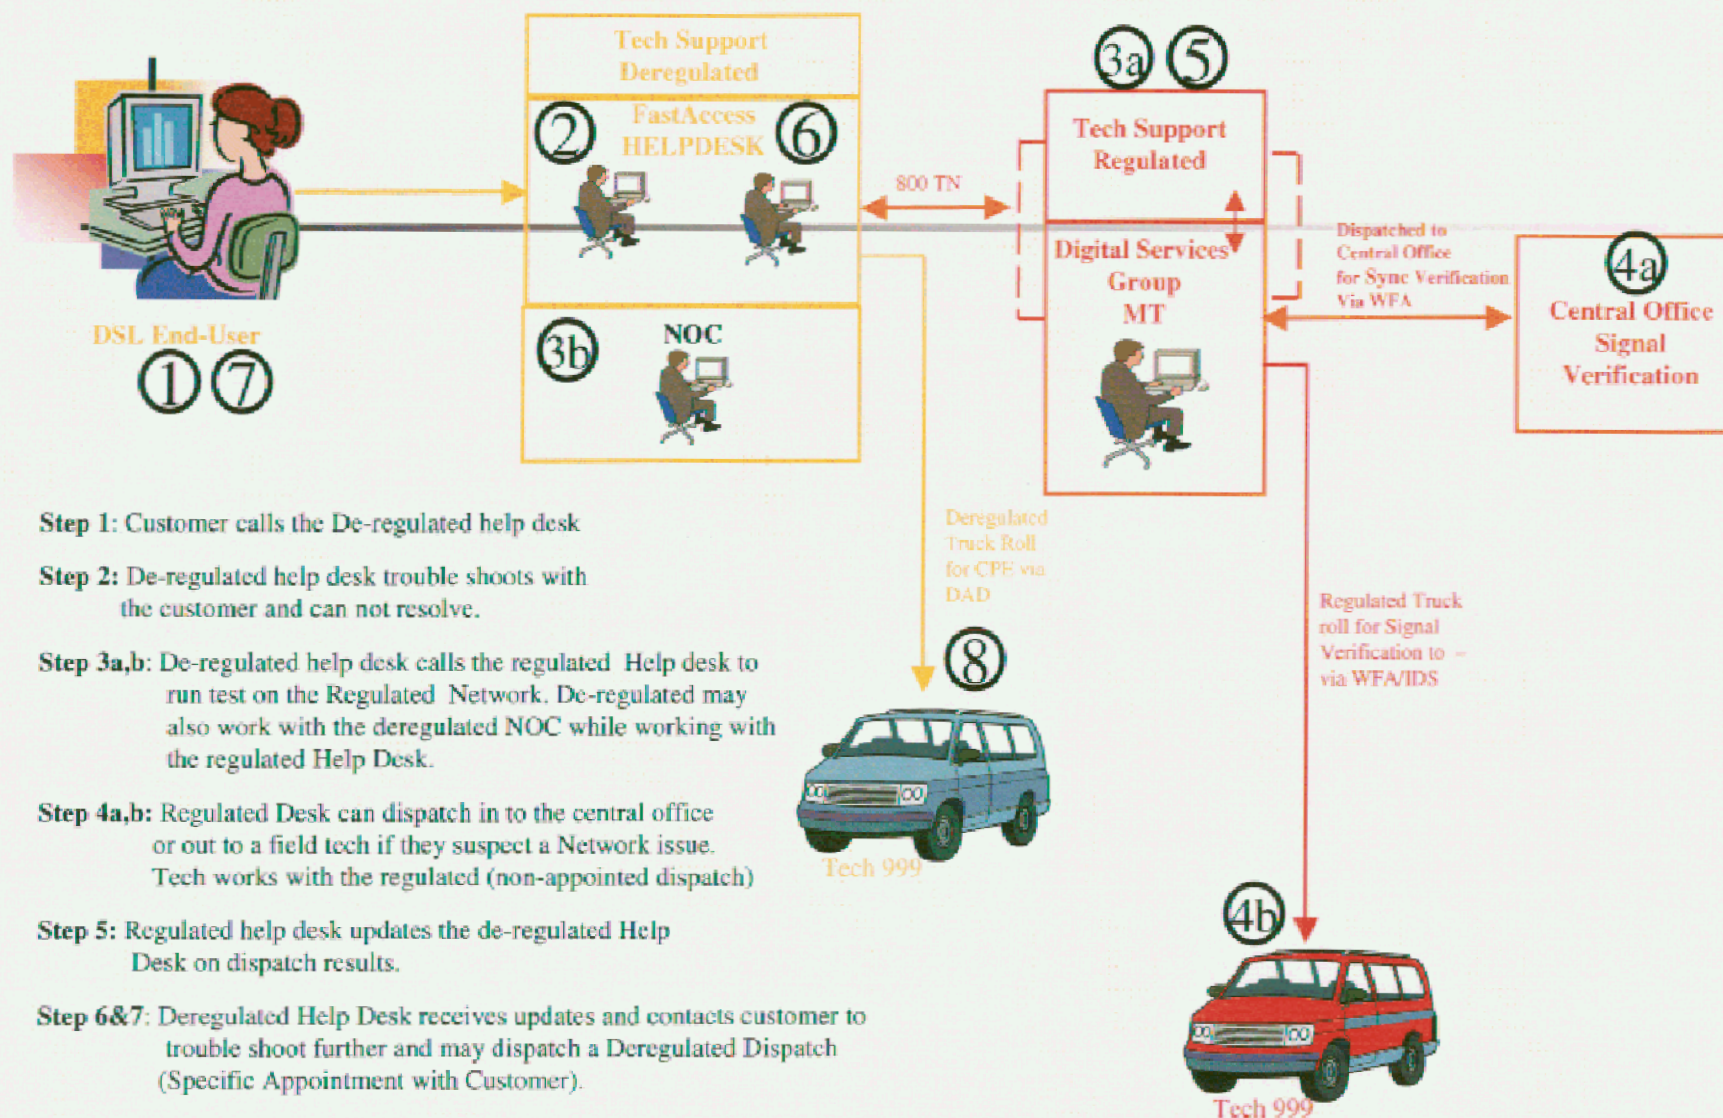 Tech Support
Deregulated
FastAccess
HELPDESK
2
6
NOC
3b
DSL End-User
1 7
800 TN
3a 5
Tech Support
Regulated
Digital Services
Group
MT
Dispatched to
Central Office
for Sync Verification
Via WFA
4a
Central Office
Signal
Verification
Deregulated
Truck Roll
for CPE via
DAD
8
Tech 999
Regulated Truck
roll for Signal
Verification to –
via WFA/IDS
4b
Tech 999
Step 1: Customer calls the De-regulated help desk
Step 2: De-regulated help desk trouble shoots with
the customer and can not resolve.
Step 3a,b: De-regulated help desk calls the regulated Help desk to
run test on the Regulated Network. De-regulated may
also work with the deregulated NOC while working with
the regulated Help Desk.
Step 4a,b: Regulated Desk can dispatch in to the central office
or out to a field tech if they suspect a Network issue.
Tech works with the regulated (non-appointed dispatch)
Step 5: Regulated help desk updates the de-regulated Help
Desk on dispatch results.
Step 6&7: Deregulated Help Desk receives updates and contacts customer to
trouble shoot further and may dispatch a Deregulated Dispatch
(Specific Appointment with Customer).